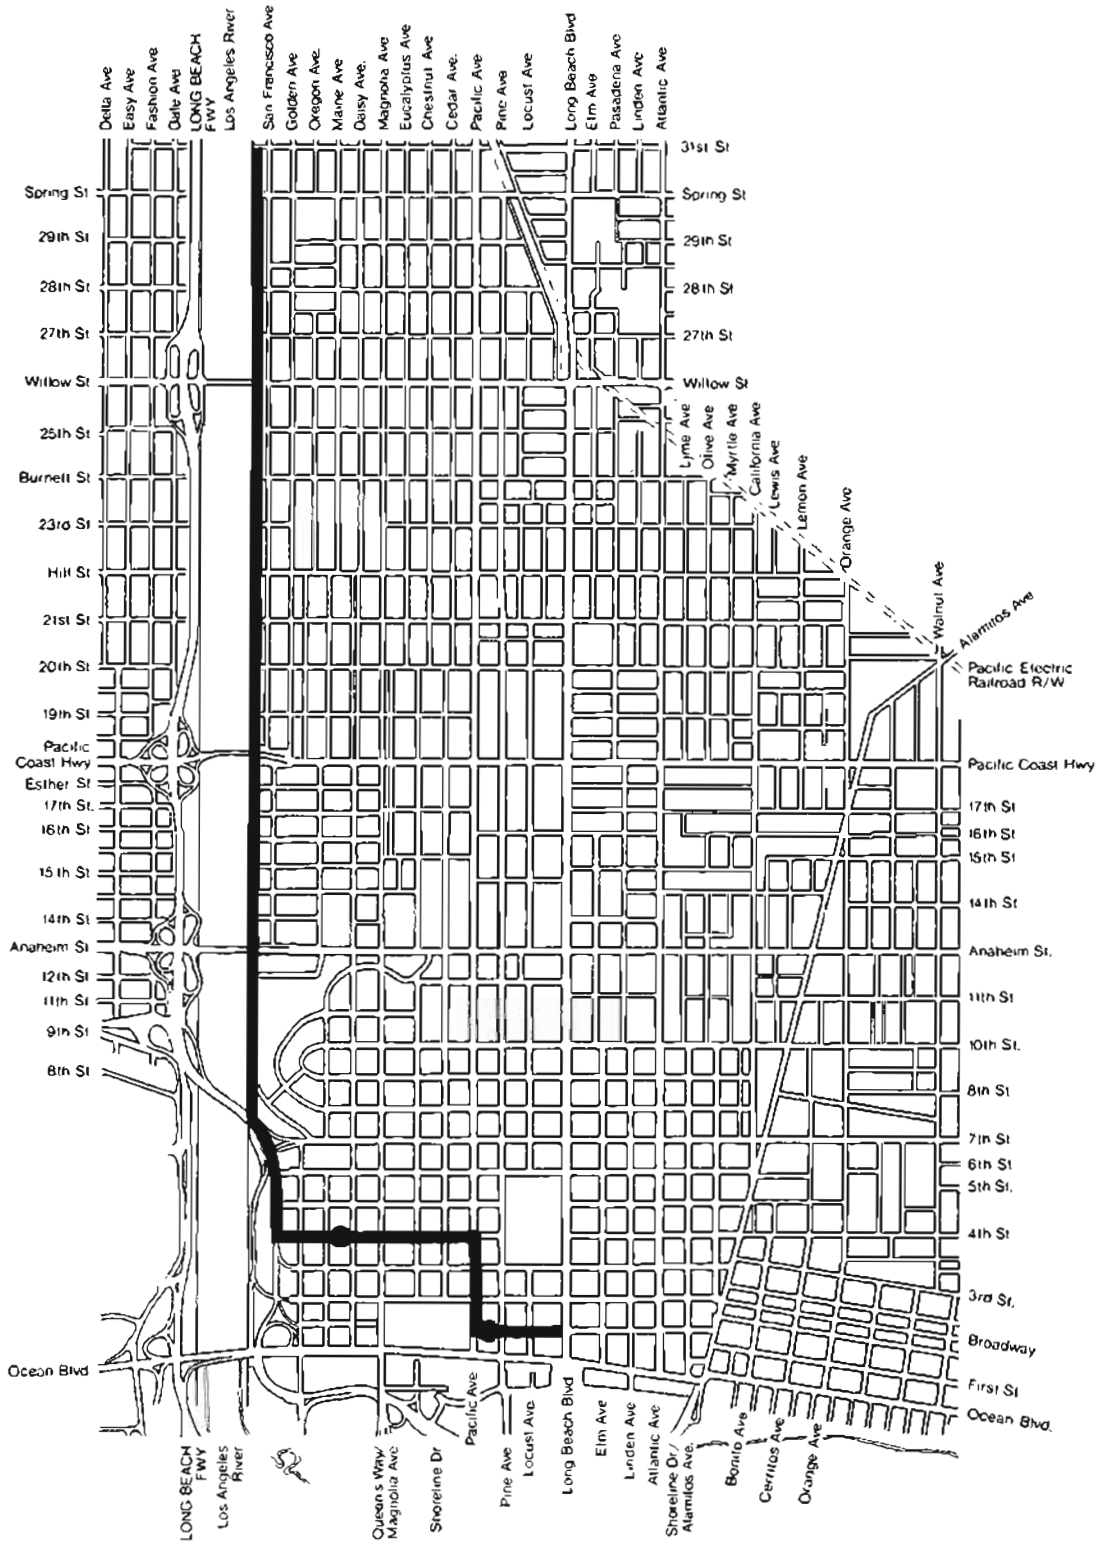 Delta Ave
Easy Ave
Fashion Ave
Gale Ave
LONG BEACH
FWY
Los Angeles River
San Francisco Ave
Golden Ave
Oregon Ave.
Maine Ave
Daisy Ave.
Magnolia Ave
Eucalyptus Ave
Chestnut Ave
Cedar Ave.
Pacific Ave
Pine Ave
Locust Ave
Long Beach Blvd
Elm Ave
Pasadena Ave
Linden Ave
Atlantic Ave
Spring St
29th St
28th St
27th St
Willow St
25th St
Burnett St
23rd St
Hill St
21st St
20th St
19th St
Pacific
Coast Hwy
Esther St
17th St.
16th St
15th St
14th St
Anaheim St
12th St
11th St
9th St
8th St
Ocean Blvd
31st St
Spring St
29th St
28th St
27th St
Willow St
Lyme Ave
Olive Ave
Myrtle Ave
California Ave
Lewis Ave
Lemon Ave
Orange Ave
Walnut Ave
Alamitos Ave
Pacific Electric
Railroad R/W
Pacific Coast Hwy
17th St
16th St
15th St
14th St
Anaheim St.
11th St
10th St.
8th St
7th St
6th St
5th St.
4th St
3rd St.
Broadway
First St
Ocean Blvd.
LONG BEACH
FWY
Los Angeles
River
Queen's Way/
Magnolia Ave
Shoreline Dr
Pacific Ave
Pine Ave
Locust Ave
Long Beach Blvd
Elm Ave
Linden Ave
Atlantic Ave
Shoreline Dr/
Alamitos Ave.
Bonito Ave
Cerritos Ave
Orange Ave